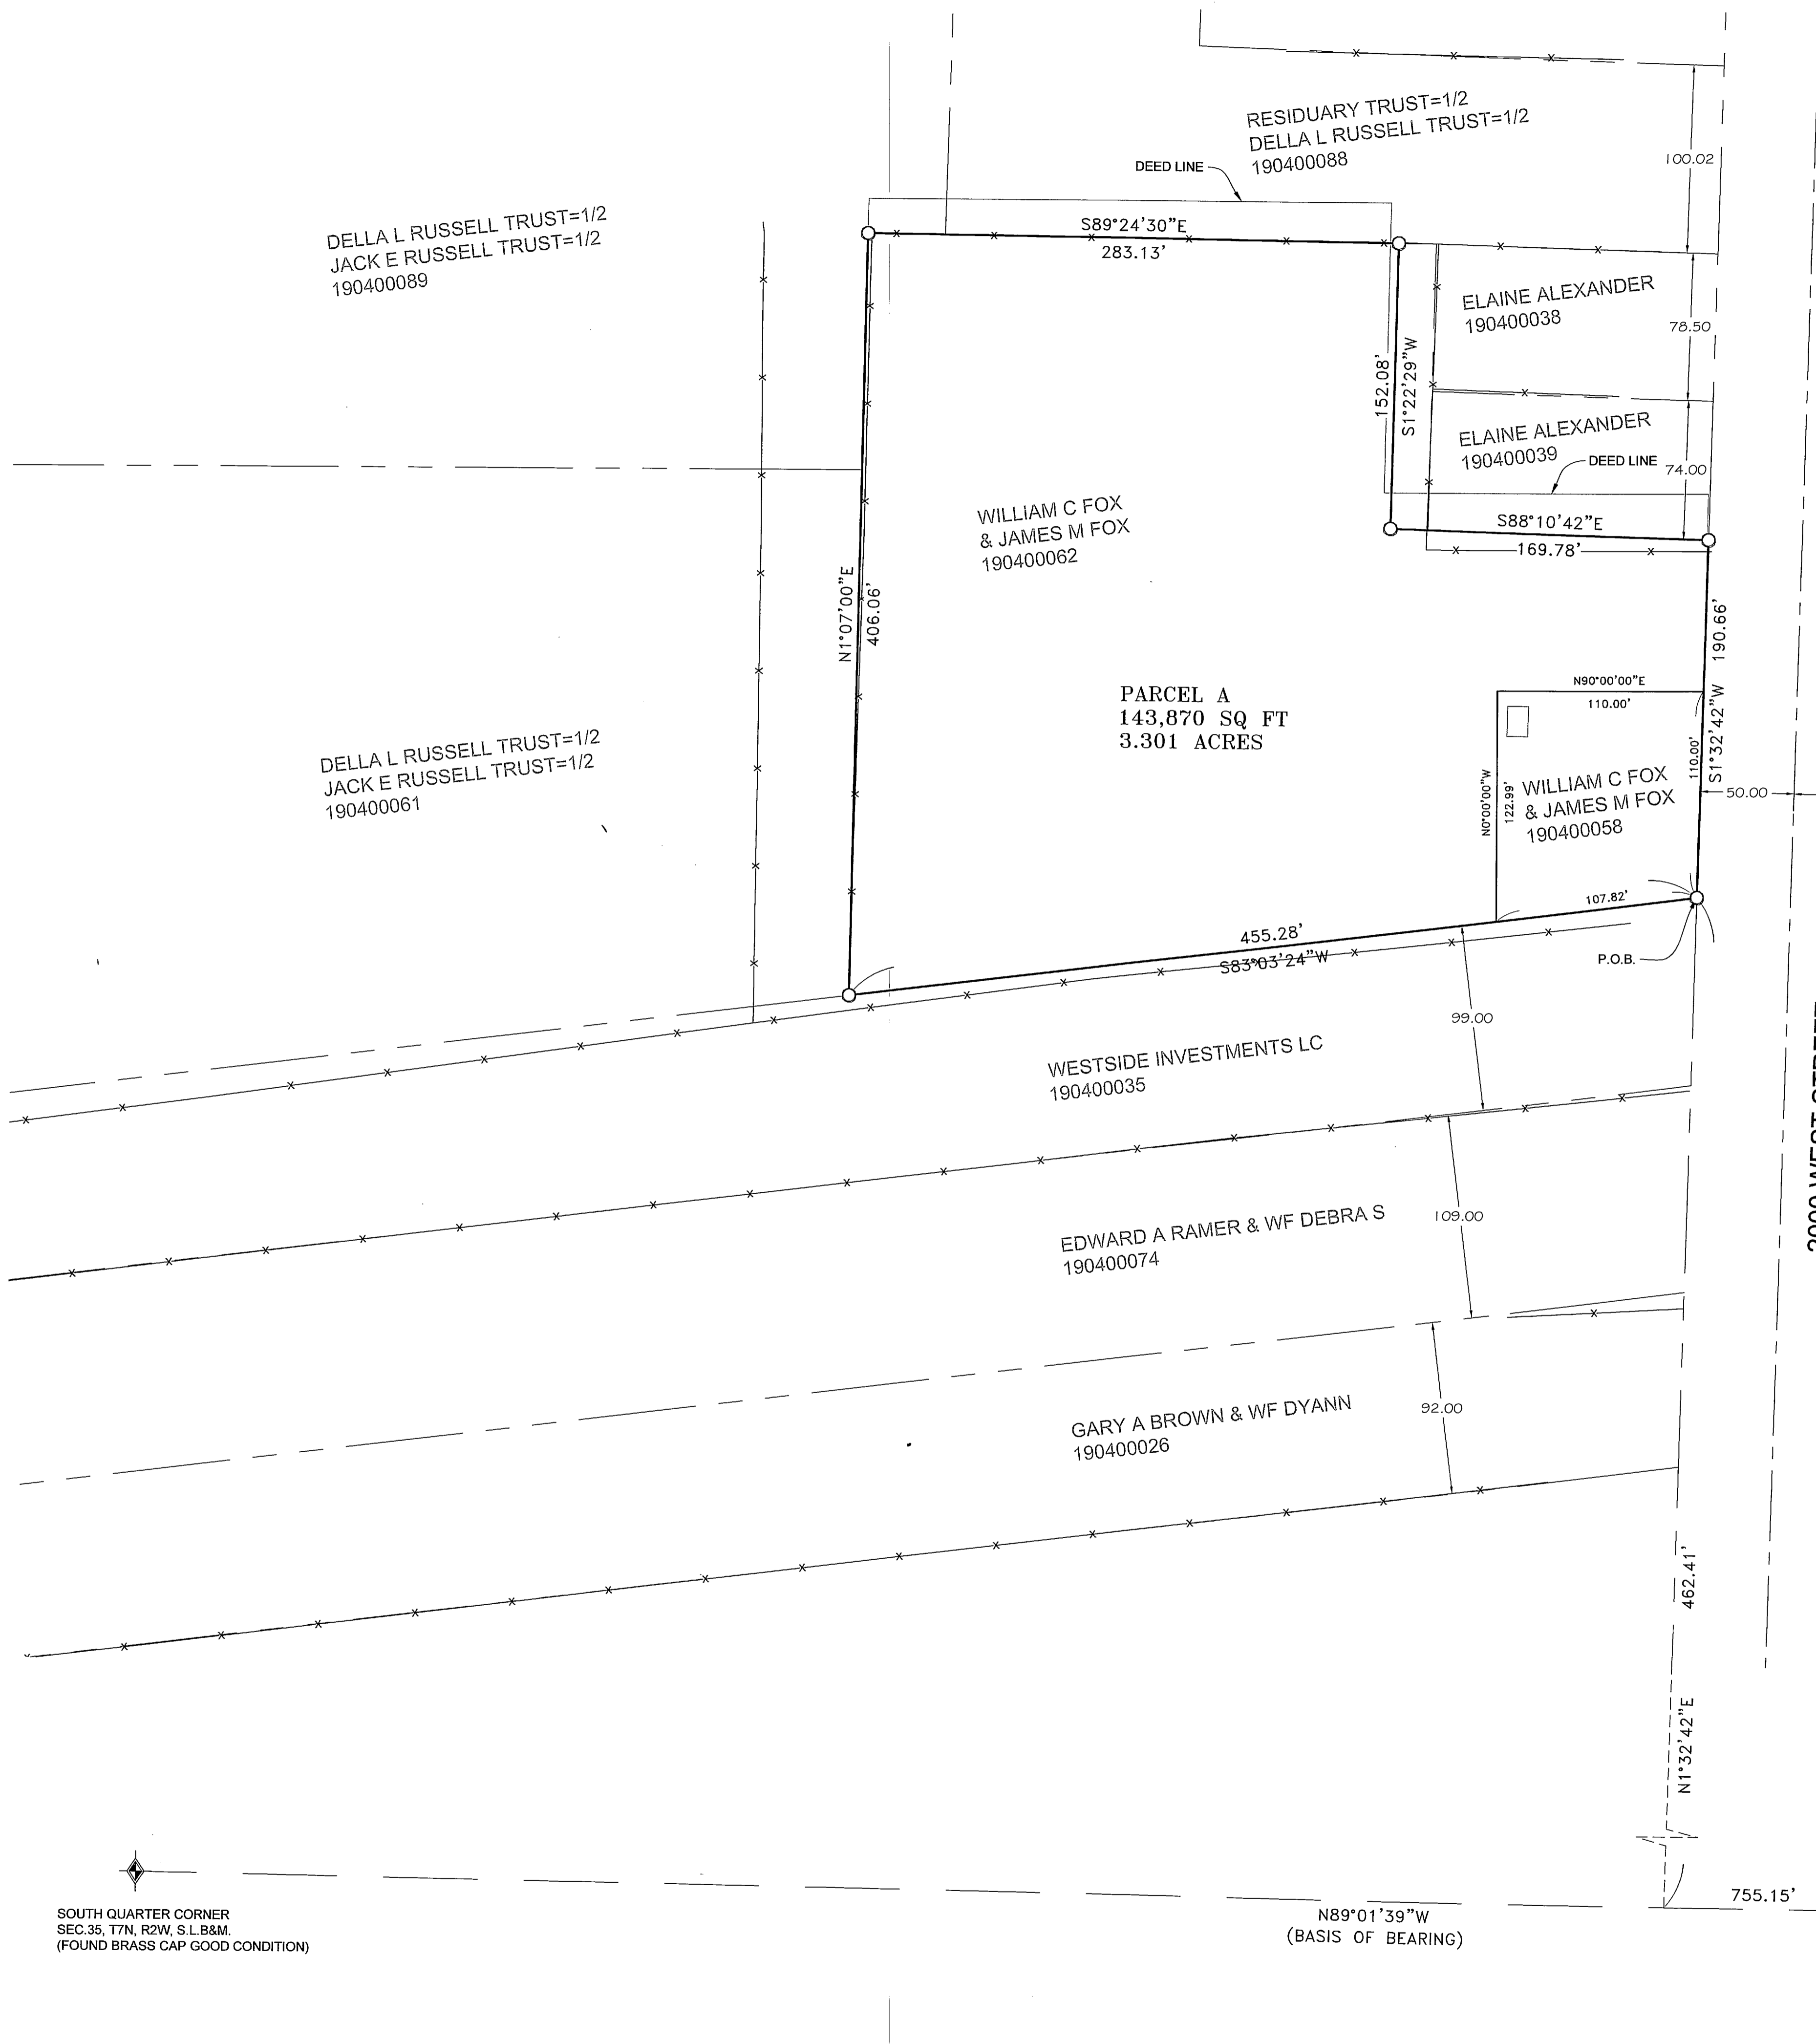 RESIDUARY TRUST=1/2
DELLA L RUSSELL TRUST=1/2
190400088
100.02
DEED LINE
DELLA L RUSSELL TRUST=1/2
JACK E RUSSELL TRUST=1/2
190400089
S89°24'30"E
283.13'
ELAINE ALEXANDER
190400038
78.50
152.08'
S1°22'29"W
ELAINE ALEXANDER
190400039
DEED LINE
74.00
WILLIAM C FOX
& JAMES M FOX
190400062
S88°10'42"E
169.78'
N1°07'00"E
406.06'
190.66'
S1°32'42"W
PARCEL A
143,870 SQ FT
3.301 ACRES
N90°00'00"E
110.00'
110.00'
DELLA L RUSSELL TRUST=1/2
JACK E RUSSELL TRUST=1/2
190400061
N0°00'00"W
122.99'
WILLIAM C FOX
& JAMES M FOX
190400058
50.00
107.82'
455.28'
S83°03'24"W
P.O.B.
99.00
WESTSIDE INVESTMENTS LC
190400035
2000 WEST STREET
EDWARD A RAMER & WF DEBRA S
190400074
109.00
GARY A BROWN & WF DYANN
190400026
92.00
462.41'
N1°32'42"E
755.15'
SOUTH QUARTER CORNER
SEC.35, T7N, R2W, S.L.B&M.
(FOUND BRASS CAP GOOD CONDITION)
N89°01'39"W
(BASIS OF BEARING)